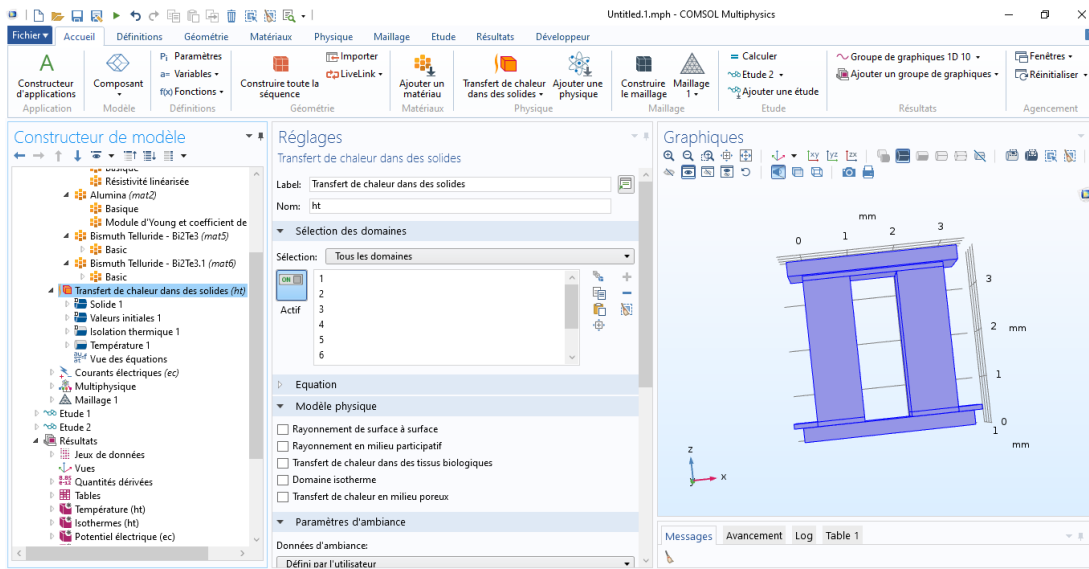 Untitled.1.mph - COMSOL Multiphysics
Fichier Accueil Définitions Géométrie Matériaux Physique Maillage Etude Résultats Développeur
A
Constructeur d'applications
Application
Composant
Modèle
Pi Paramètres
a= Variables
f(x) Fonctions
Définitions
Construire toute la séquence
Importer
LiveLink
Géométrie
Ajouter un matériau
Matériaux
Transfert de chaleur dans des solides
Ajouter une physique
Physique
Construire le maillage
Maillage 1
Maillage
= Calculer
Etude 2
Ajouter une étude
Etude
Groupe de graphiques 1D 10
Ajouter un groupe de graphiques
Résultats
Fenêtres
Réinitialiser
Agencement
Constructeur de modèle
Basique
Résistivité linéarisée
Alumina (mat2)
Basique
Module d'Young et coefficient de
Bismuth Telluride - Bi2Te3 (mat5)
Basic
Bismuth Telluride - Bi2Te3.1 (mat6)
Basic
Transfert de chaleur dans des solides (ht)
Solide 1
Valeurs initiales 1
Isolation thermique 1
Température 1
Vue des équations
Courants électriques (ec)
Multiphysique
Maillage 1
Etude 1
Etude 2
Résultats
Jeux de données
Vues
8.85
e-12
Quantités dérivées
Tables
Température (ht)
Isothermes (ht)
Potentiel électrique (ec)
Réglages
Transfert de chaleur dans des solides
Label: Transfert de chaleur dans des solides
Nom: ht
Sélection des domaines
Sélection: Tous les domaines
ON
Actif
1
2
3
4
5
6
Equation
Modèle physique
Rayonnement de surface à surface
Rayonnement en milieu participatif
Transfert de chaleur dans des tissus biologiques
Domaine isotherme
Transfert de chaleur en milieu poreux
Paramètres d'ambiance
Données d'ambiance:
Défini par l'utilisateur
Graphiques
xy yz zx
mm
0 1 2 3
3
2 mm
1
0
1
mm
z
y x
Messages Avancement Log Table 1